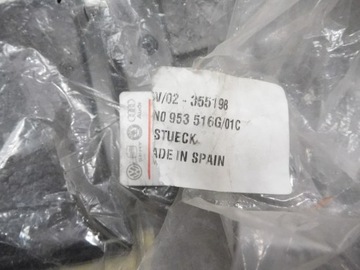 V/02 - 355198
N0 953 516G/01C
STUECK
ADE IN SPAIN